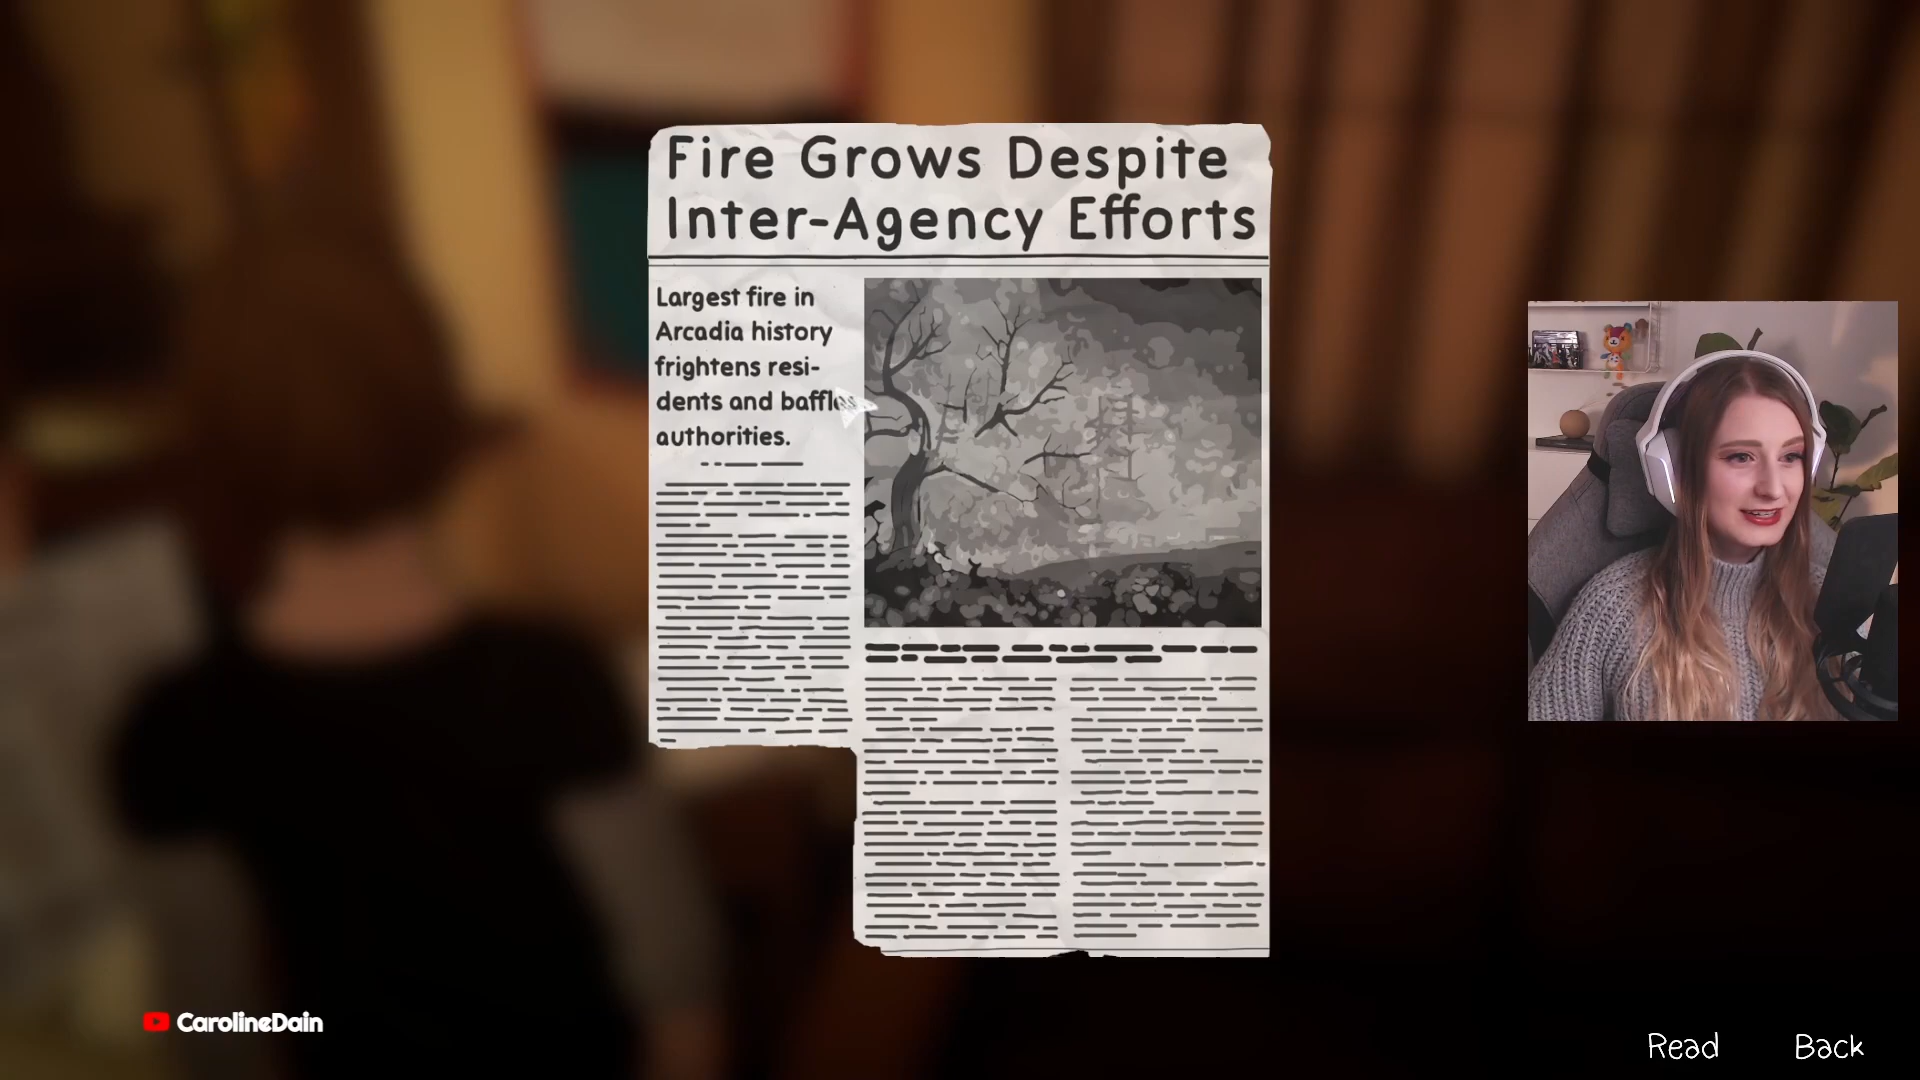 Fire Grows Despite
Inter-Agency Efforts
Largest fire in
Arcadia history
frightens resi-
dents and baffles
authorities.
CarolineDain
Read
Back